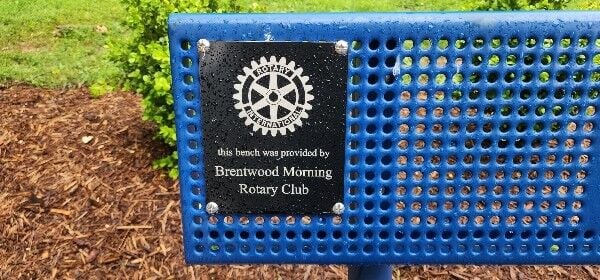 ROTARY
INTERNATIONAL
this bench was provided by
Brentwood Morning
Rotary Club